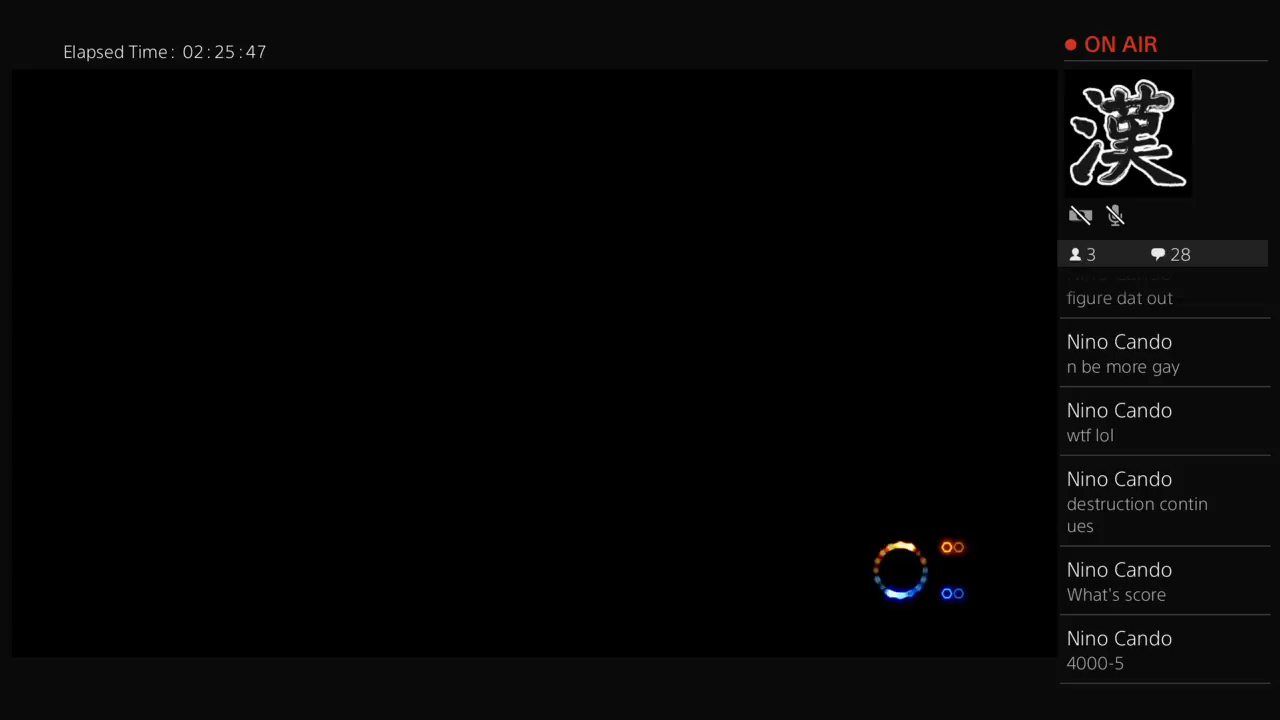 Elapsed Time: 02:25:47
ON AIR
漢
3 28
figure dat out
Nino Cando
n be more gay
Nino Cando
wtf lol
Nino Cando
destruction contin
ues
Nino Cando
What's score
Nino Cando
4000-5